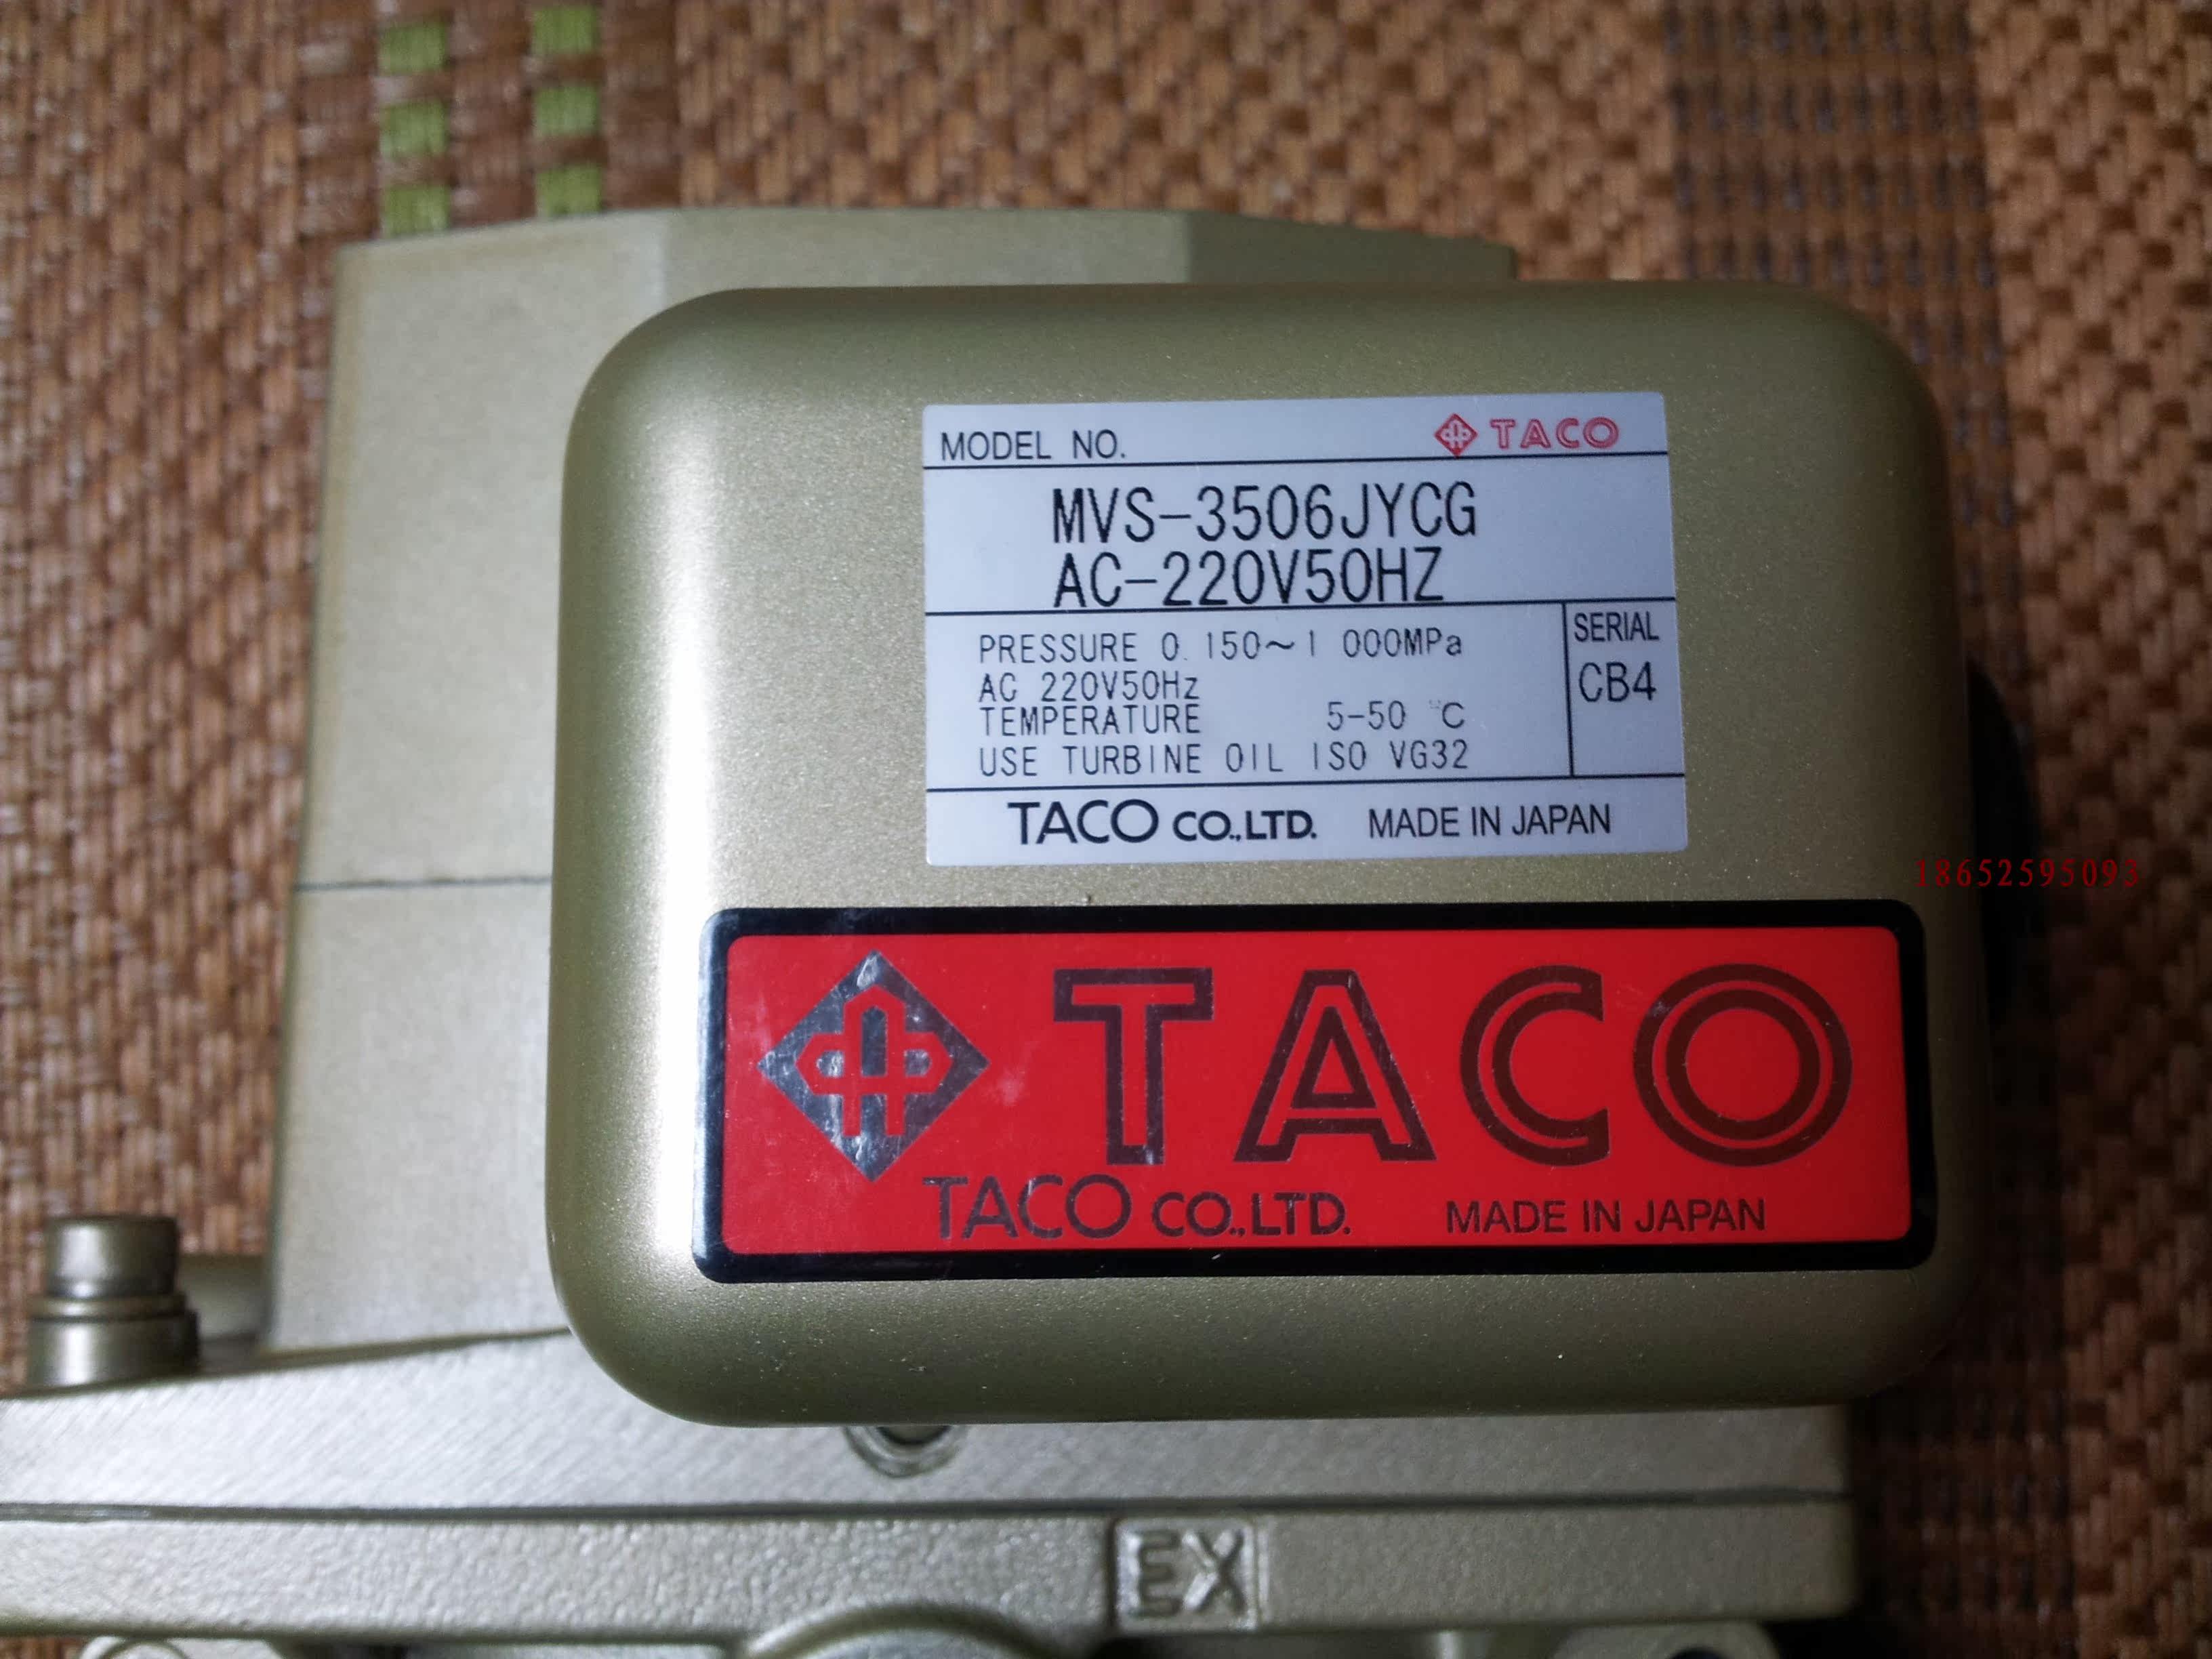 MODEL NO. TACO
MVS-3506JYCG
AC-220V50HZ
PRESSURE 0.150~1 000MPa
AC 220V50Hz
TEMPERATURE 5-50 ℃
USE TURBINE OIL ISO VG32
SERIAL
CB4
TACO CO.,LTD. MADE IN JAPAN
18652595093
TACO
TACO CO.,LTD. MADE IN JAPAN
EX